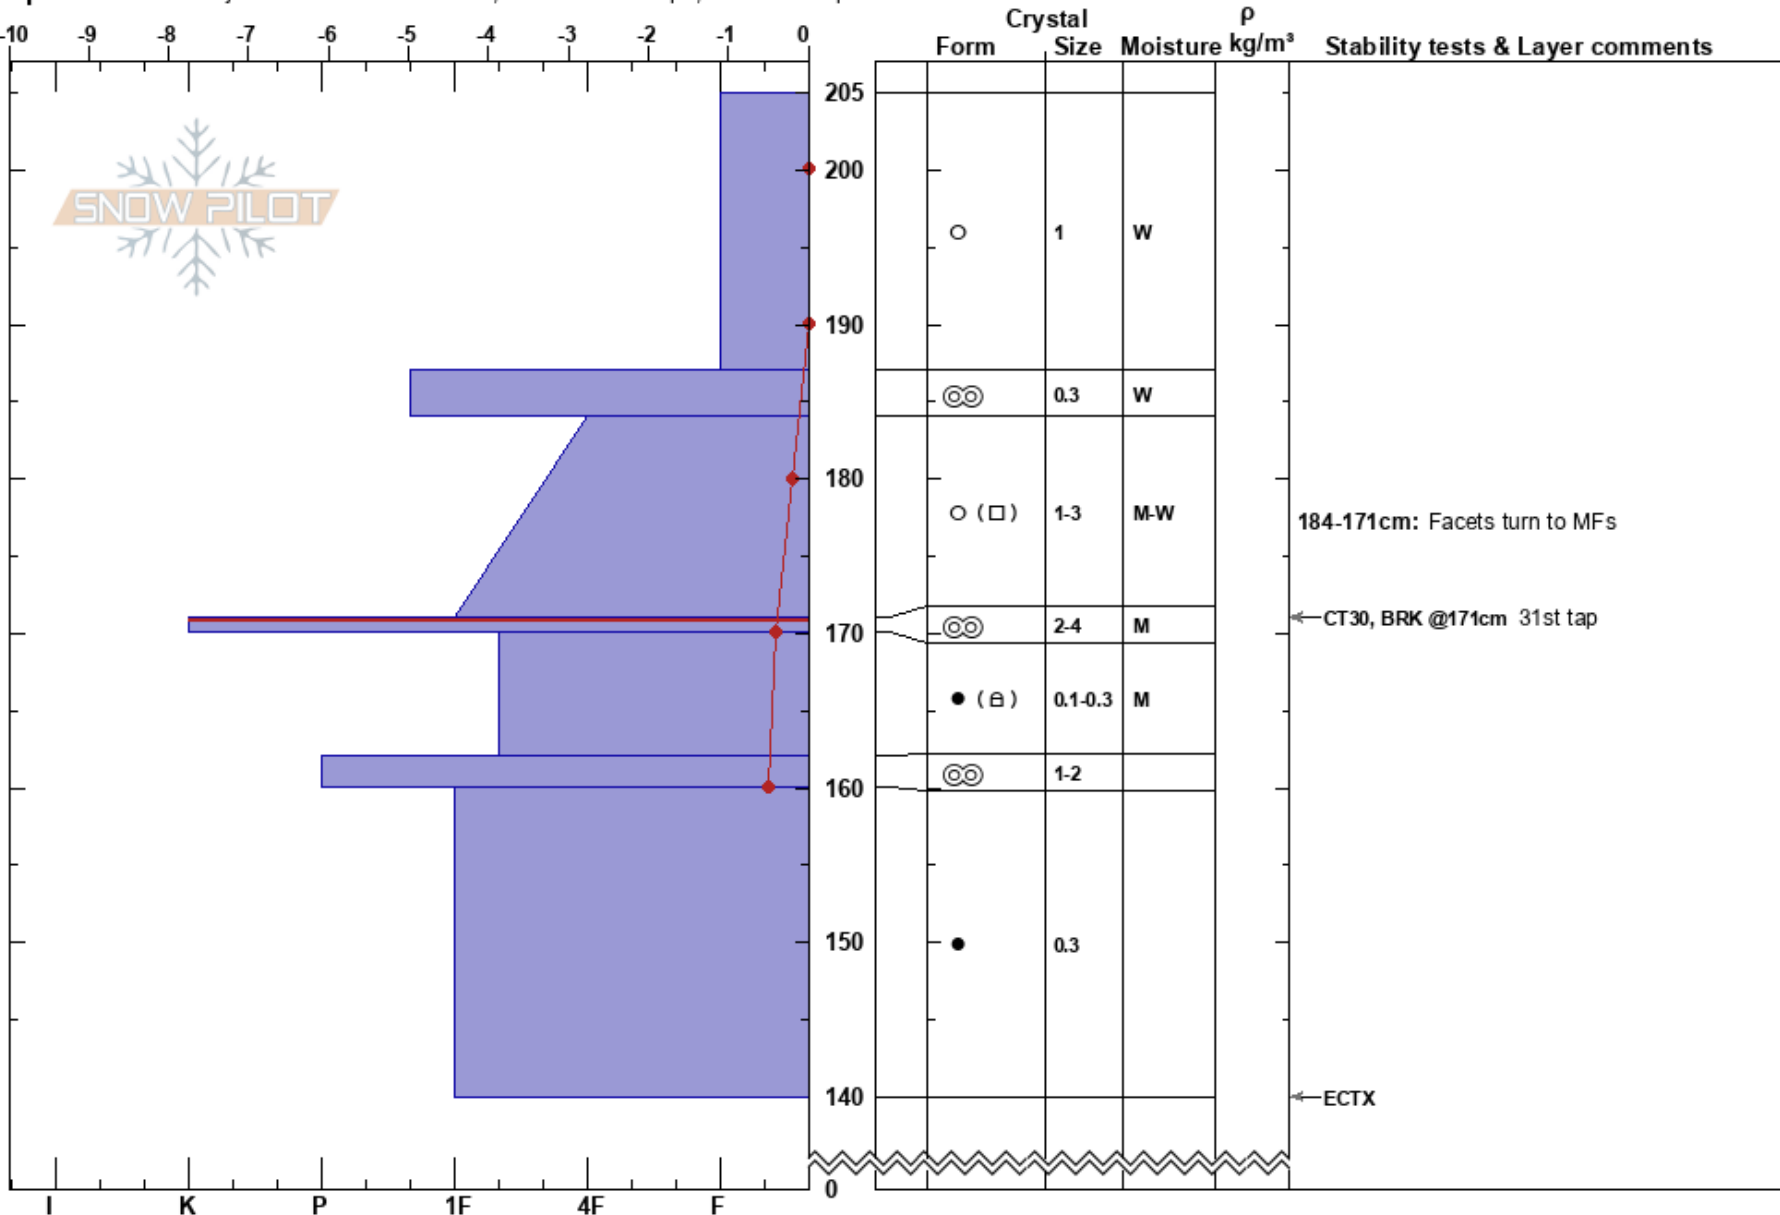 Crystal ρ
-10 -9 -8 -7 -6 -5 -4 -3 -2 -1 0 Form Size Moisture kg/m³ Stability tests & Layer comments
205
SNOW PILOT
200
1 W
190
0.3 W
180
( ) 1-3 M-W 184-171cm: Facets turn to MFs
170 2-4 M CT30, BRK @171cm 31st tap
( ) 0.1-0.3 M
160 1-2
150 0.3
140 ECTX
0
I K P 1F 4F F